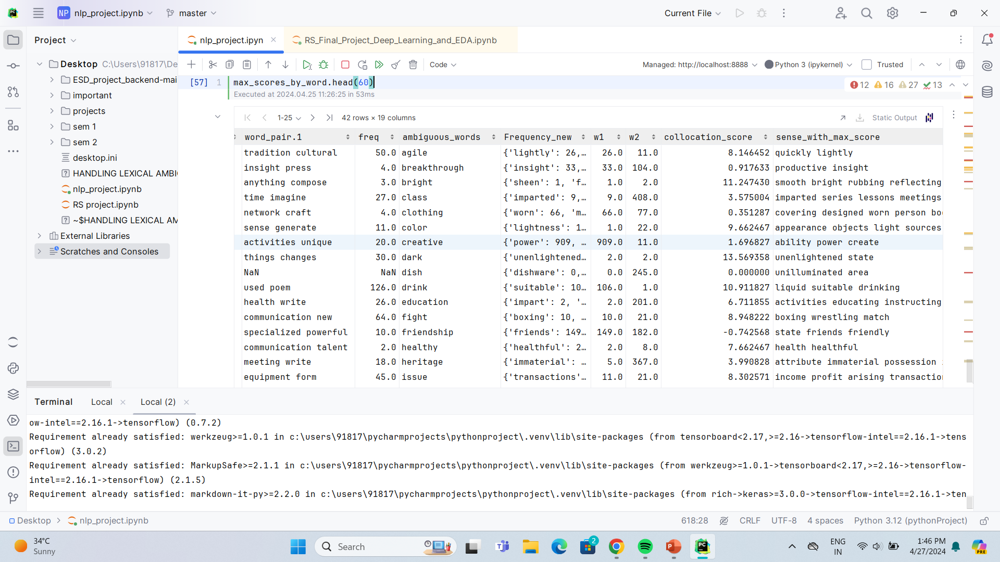 NP nlp_project.ipynb master Current File
Project
nlp_project.ipyn RS_Final_Project_Deep_Learning_and_EDA.ipynb
Code Managed: http://localhost:8888 Python 3 (ipykernel) Trusted
Desktop C:\Users\91817\De
ESD_project_backend-mai
important
projects
sem 1
sem 2
desktop.ini
HANDLING LEXICAL AMBI
nlp_project.ipynb
RS project.ipynb
~$HANDLING LEXICAL AM
External Libraries
Scratches and Consoles
[57] 1 max_scores_by_word.head(60)
12 16 27 13
Executed at 2024.04.25 11:26:25 in 53ms
1-25 42 rows × 19 columns Static Output
word_pair.1 freq ambiguous_words Frequency_new w1 w2 collocation_score sense_with_max_score
tradition cultural 50.0 agile {'lightly': 26,… 26.0 11.0 8.146452 quickly lightly
insight press 4.0 breakthrough {'insight': 33,… 33.0 104.0 0.917633 productive insight
anything compose 3.0 bright {'sheen': 1, 'f… 1.0 2.0 11.247430 smooth bright rubbing reflecting
time imagine 27.0 class {'imparted': 9,… 9.0 408.0 3.575004 imparted series lessons meetings
network craft 4.0 clothing {'worn': 66, 'm… 66.0 77.0 0.351287 covering designed worn person bo
sense generate 11.0 color {'lightness': 1… 1.0 22.0 9.662467 appearance objects light sources
activities unique 20.0 creative {'power': 909, … 909.0 11.0 1.696827 ability power create
things changes 30.0 dark {'unenlightened… 2.0 2.0 13.569358 unenlightened state
NaN NaN dish {'dishware': 0,… 0.0 245.0 0.000000 unilluminated area
used poem 126.0 drink {'suitable': 10… 106.0 1.0 10.911827 liquid suitable drinking
health write 26.0 education {'impart': 2, '… 2.0 201.0 6.711855 activities educating instructing
communication new 64.0 fight {'boxing': 10, … 10.0 21.0 8.948222 boxing wrestling match
specialized powerful 10.0 friendship {'friends': 149… 149.0 182.0 -0.742568 state friends friendly
communication talent 2.0 healthy {'healthful': 2… 2.0 8.0 7.662467 health healthful
meeting write 18.0 heritage {'immaterial': … 5.0 367.0 3.990828 attribute immaterial possession
equipment form 45.0 issue {'transactions'… 11.0 21.0 8.302571 income profit arising transaction
Terminal Local Local (2)
ow-intel==2.16.1->tensorflow) (0.7.2)
Requirement already satisfied: werkzeug>=1.0.1 in c:\users\91817\pycharmprojects\pythonproject\.venv\lib\site-packages (from tensorboard<2.17,>=2.16->tensorflow-intel==2.16.1->tens
orflow) (3.0.2)
Requirement already satisfied: MarkupSafe>=2.1.1 in c:\users\91817\pycharmprojects\pythonproject\.venv\lib\site-packages (from werkzeug>=1.0.1->tensorboard<2.17,>=2.16->tensorflow-
intel==2.16.1->tensorflow) (2.1.5)
Requirement already satisfied: markdown-it-py>=2.2.0 in c:\users\91817\pycharmprojects\pythonproject\.venv\lib\site-packages (from rich->keras>=3.0.0->tensorflow-intel==2.16.1->ten
Desktop nlp_project.ipynb 618:28 CRLF UTF-8 4 spaces Python 3.12 (pythonProject)
34°C
Sunny
Search
2
ENG
IN
1:46 PM
4/27/2024
PRE